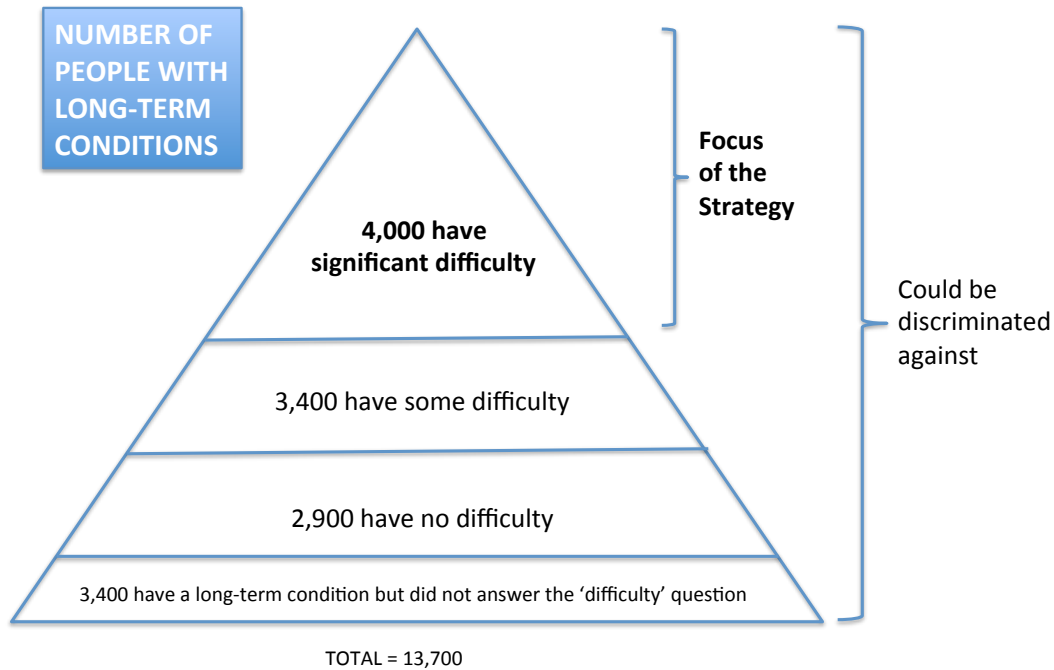 NUMBER OF
PEOPLE WITH
LONG-TERM
CONDITIONS
4,000 have
significant difficulty
3,400 have some difficulty
2,900 have no difficulty
3,400 have a long-term condition but did not answer the ‘difficulty’ question
TOTAL = 13,700
Focus
of the
Strategy
Could be
discriminated
against